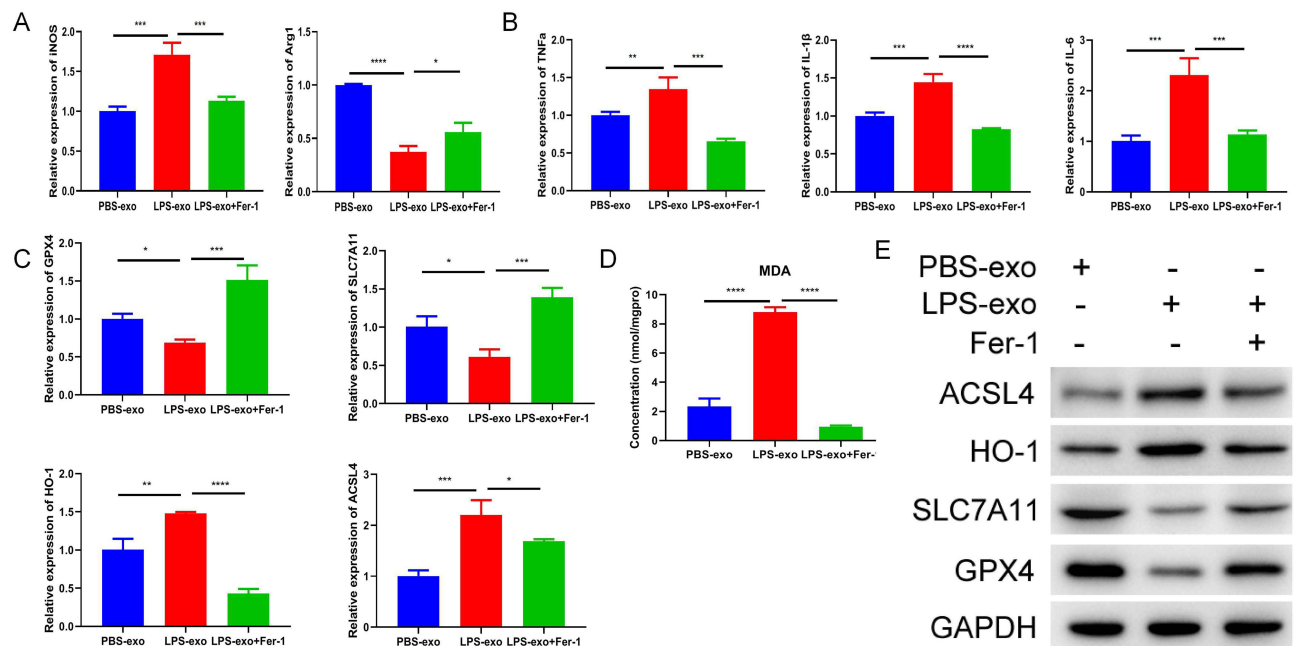 A
Relative expression of iNOS
2.0
1.5
1.0
0.5
0.0
*** ***
PBS-exo LPS-exo LPS-exo+Fer-1
Relative expression of Arg1
1.5
1.0
0.5
0.0
**** *
PBS-exo LPS-exo LPS-exo+Fer-1
B
Relative expression of TNFa
2.0
1.5
1.0
0.5
0.0
** ***
PBS-exo LPS-exo LPS-exo+Fer-1
Relative expression of IL-1β
2.0
1.5
1.0
0.5
0.0
*** ****
PBS-exo LPS-exo LPS-exo+Fer-1
Relative expression of IL-6
3
2
1
0
*** ***
PBS-exo LPS-exo LPS-exo+Fer-1
C
Relative expression of GPX4
2.0
1.5
1.0
0.5
0.0
* ***
PBS-exo LPS-exo LPS-exo+Fer-1
Relative expression of SLC7A11
2.0
1.5
1.0
0.5
0.0
* ***
PBS-exo LPS-exo LPS-exo+Fer-1
Relative expression of HO-1
2.0
1.5
1.0
0.5
0.0
** ****
PBS-exo LPS-exo LPS-exo+Fer-1
Relative expression of ACSL4
3
2
1
0
*** *
PBS-exo LPS-exo LPS-exo+Fer-1
D
MDA
Concentration (nmol/mgpro)
10
8
6
4
2
0
**** ****
PBS-exo LPS-exo LPS-exo+Fer-
E
PBS-exo + - -
LPS-exo - + +
Fer-1 - - +
ACSL4
HO-1
SLC7A11
GPX4
GAPDH